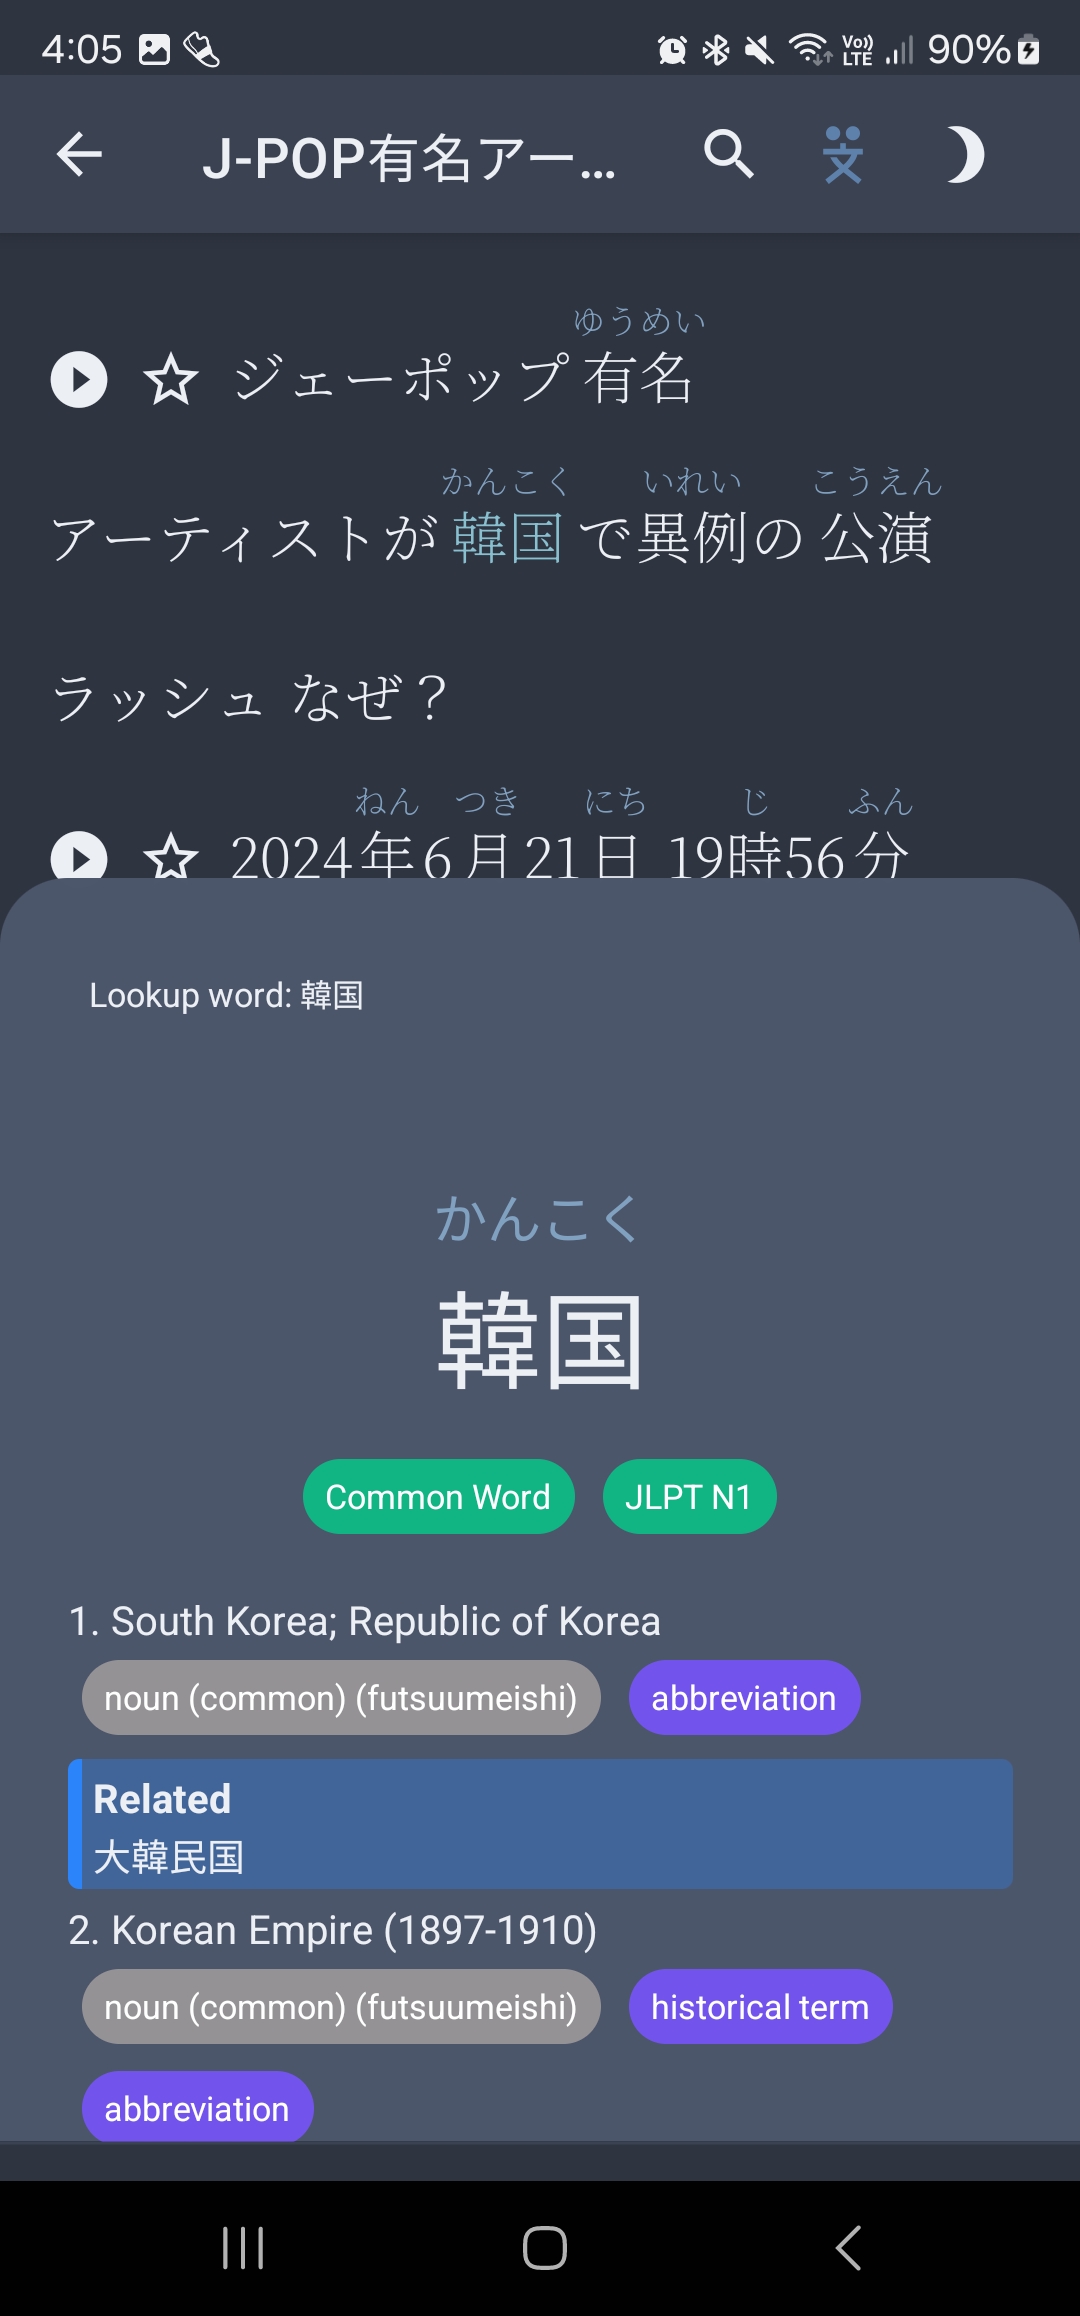 4:05 90%
J-POP有名アー...
ゆうめい
ジェーポップ 有名
かんこく いれい こうえん
アーティストが 韓国 で異例の 公演
ラッシュ なぜ？
ねん つき にち じ ふん
2024年6月21日 19時56分
Lookup word: 韓国
かんこく
韓国
Common Word JLPT N1
1. South Korea; Republic of Korea
noun (common) (futsuumeishi) abbreviation
Related
大韓民国
2. Korean Empire (1897-1910)
noun (common) (futsuumeishi) historical term
abbreviation